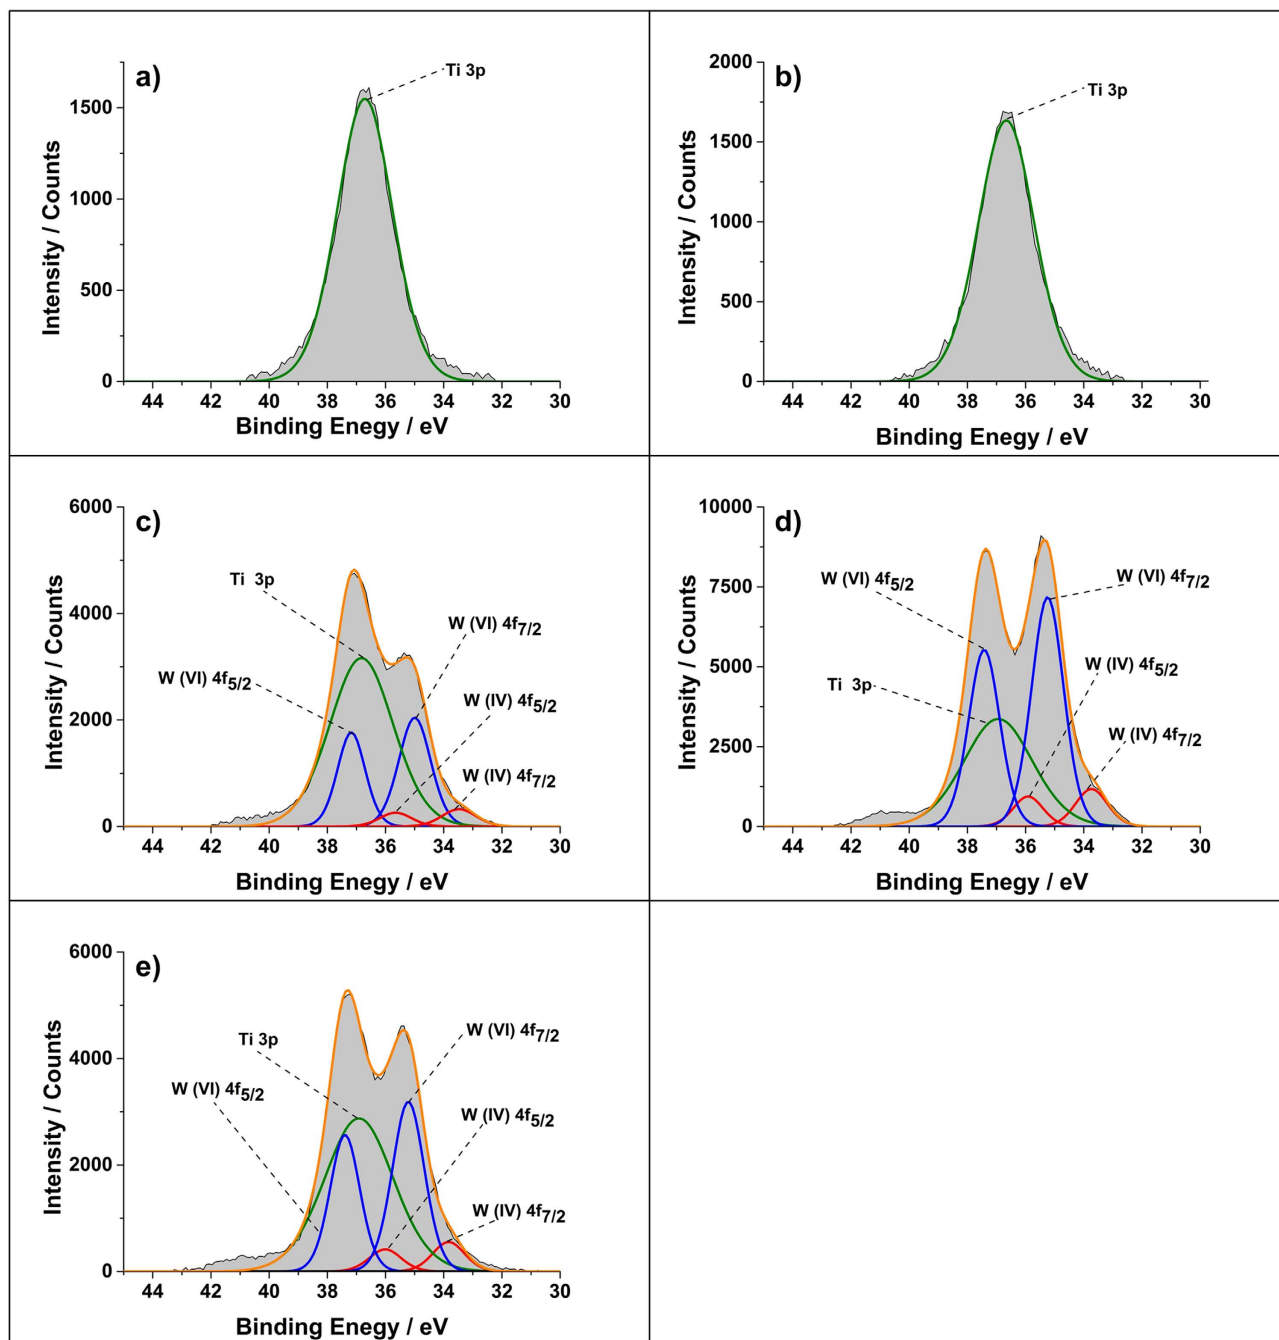 a)
Ti 3p
1500
1000
500
0
44 42 40 38 36 34 32 30
Intensity / Counts
Binding Enegy / eV
b)
Ti 3p
2000
1500
1000
500
0
44 42 40 38 36 34 32 30
Intensity / Counts
Binding Enegy / eV
c)
6000
4000
2000
0
Ti 3p
W (VI) 4f7/2
W (VI) 4f5/2
W (IV) 4f5/2
W (IV) 4f7/2
44 42 40 38 36 34 32 30
Intensity / Counts
Binding Enegy / eV
d)
10000
7500
5000
2500
0
W (VI) 4f5/2
W (VI) 4f7/2
W (IV) 4f5/2
Ti 3p
W (IV) 4f7/2
44 42 40 38 36 34 32 30
Intensity / Counts
Binding Enegy / eV
e)
6000
4000
2000
0
Ti 3p
W (VI) 4f7/2
W (VI) 4f5/2
W (IV) 4f5/2
W (IV) 4f7/2
44 42 40 38 36 34 32 30
Intensity / Counts
Binding Enegy / eV